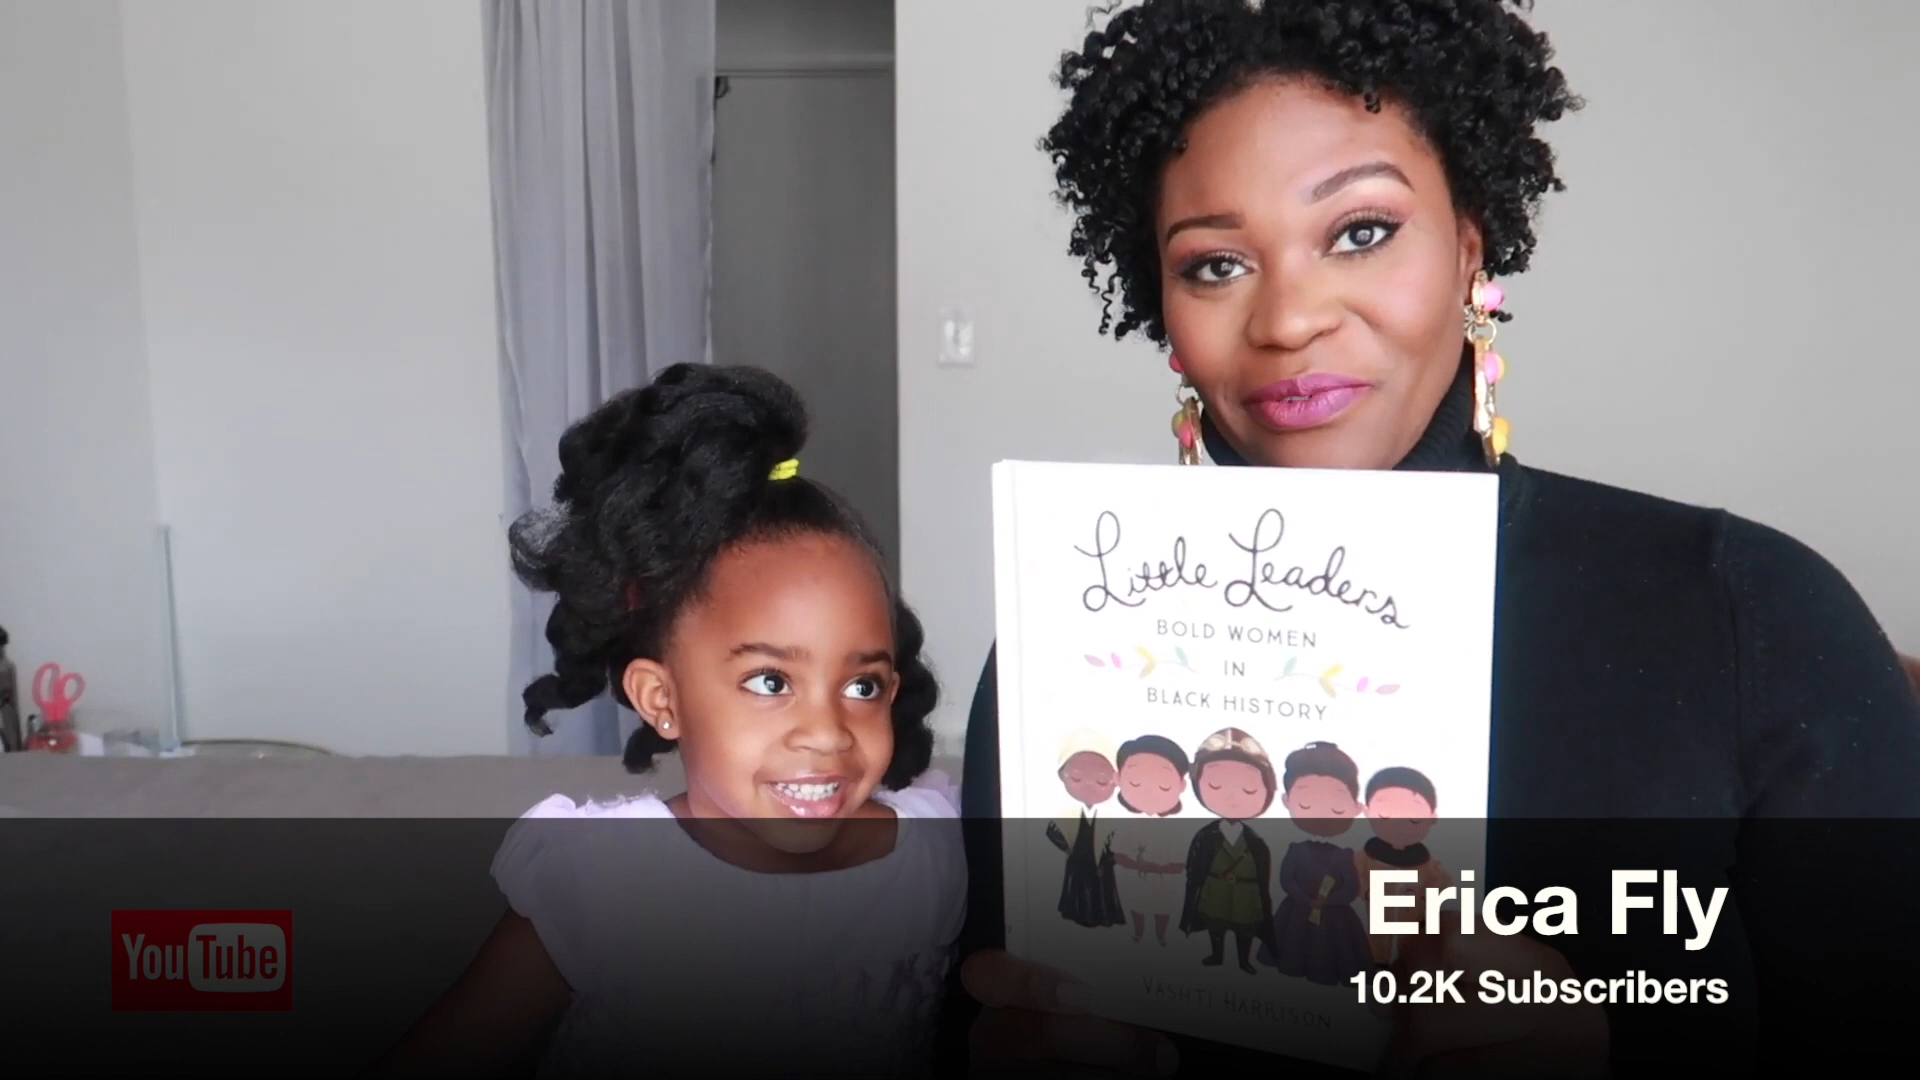 Little Leaders
BOLD WOMEN
IN
BLACK HISTORY
VASHTI HARRISON
Erica Fly
10.2K Subscribers
YouTube